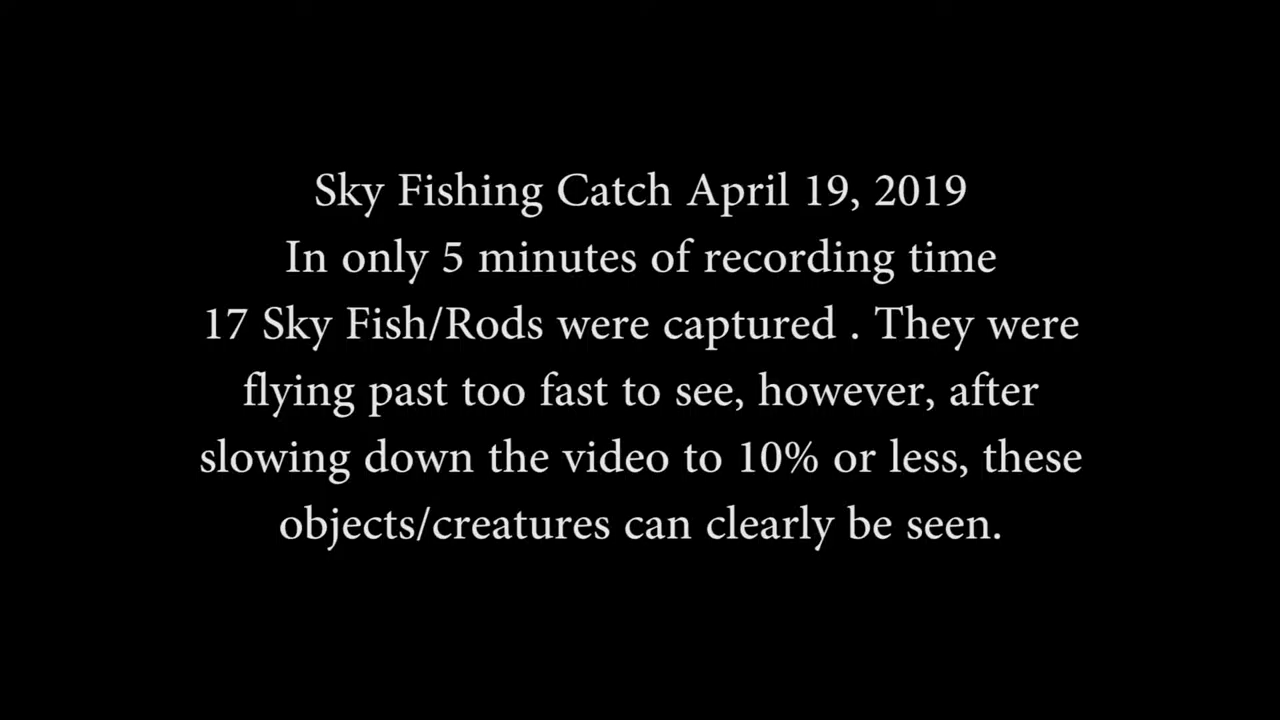 Sky Fishing Catch April 19, 2019
In only 5 minutes of recording time
17 Sky Fish/Rods were captured . They were
flying past too fast to see, however, after
slowing down the video to 10% or less, these
objects/creatures can clearly be seen.